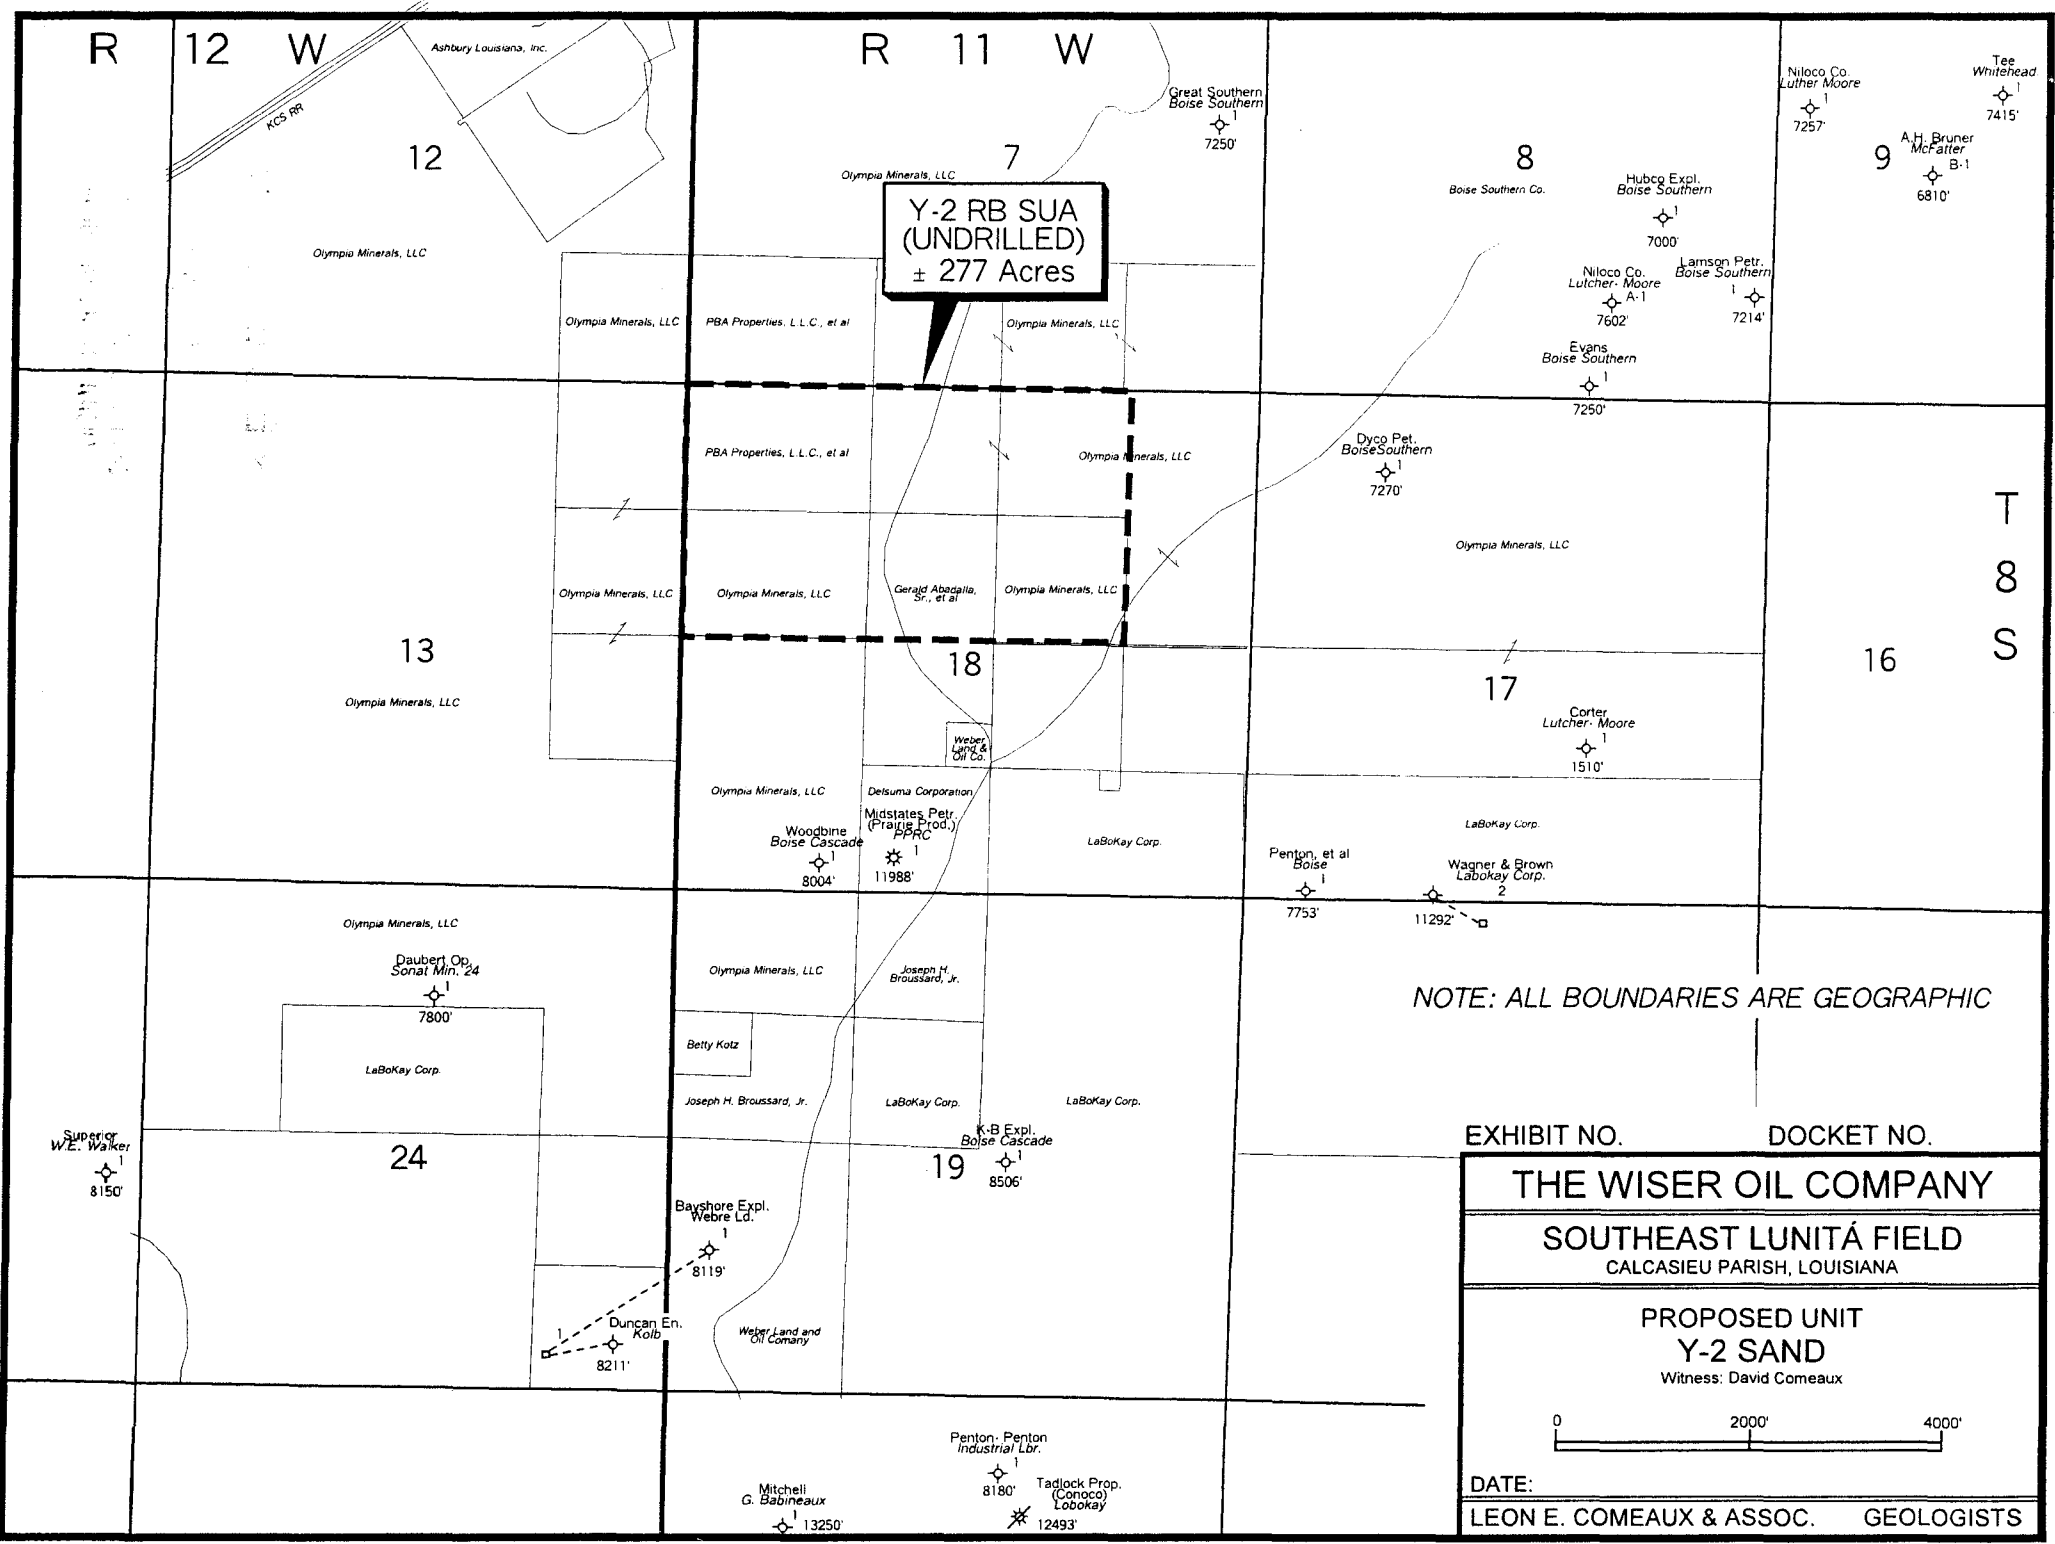 R 12 W
R 11 W
Ashbury Louisiana, Inc.
KCS RR
12
7
8
9
Great Southern
Boise Southern
1
7250'
Niloco Co.
Luther Moore
1
7257'
Tee
Whitehead
1
7415'
A.H. Bruner
McFatter
B-1
6810'
Olympia Minerals, LLC
Boise Southern Co.
Hubco Expl.
Boise Southern
1
7000'
Y-2 RB SUA
(UNDRILLED)
± 277 Acres
Olympia Minerals, LLC
Niloco Co.
Lutcher- Moore
A-1
7602'
Lamson Petr.
Boise Southern
1
7214'
Olympia Minerals, LLC
PBA Properties, L.L.C., et al
Olympia Minerals, LLC
Evans
Boise Southern
1
7250'
PBA Properties, L.L.C., et al
Olympia Minerals, LLC
Dyco Pet.
BoiseSouthern
1
7270'
T
8
S
Olympia Minerals, LLC
Olympia Minerals, LLC
Olympia Minerals, LLC
Gerald Abadalla,
Sr., et al
Olympia Minerals, LLC
13
18
17
16
Olympia Minerals, LLC
Corter
Lutcher- Moore
1
1510'
Weber
Land &
Oil Co.
Olympia Minerals, LLC
Delsuma Corporation
Midstates Petr.
(Prairie Prod.)
PPRC
1
11988'
Woodbine
Boise Cascade
1
8004'
LaBoKay Corp.
LaBoKay Corp.
Penton, et al
Boise
1
7753'
Wagner & Brown
Labokay Corp.
2
11292'
Olympia Minerals, LLC
Daubert Op.
Sonat Min. 24
1
7800'
Olympia Minerals, LLC
Joseph H.
Broussard, Jr.
NOTE: ALL BOUNDARIES ARE GEOGRAPHIC
Betty Kotz
LaBoKay Corp.
Joseph H. Broussard, Jr.
LaBoKay Corp.
LaBoKay Corp.
Superior
W.E. Walker
1
8150'
24
19
K-B Expl.
Boise Cascade
1
8506'
Bayshore Expl.
Webre Ld.
1
8119'
1
Duncan En.
Kolb
8211'
Weber Land and
Oil Comany
Penton- Penton
Industrial Lbr.
1
8180'
Mitchell
G. Babineaux
1
13250'
Tadlock Prop.
(Conoco)
Lobokay
12493'
EXHIBIT NO. DOCKET NO.
THE WISER OIL COMPANY
SOUTHEAST LUNITÁ FIELD
CALCASIEU PARISH, LOUISIANA
PROPOSED UNIT
Y-2 SAND
Witness: David Comeaux
0 2000' 4000'
DATE:
LEON E. COMEAUX & ASSOC. GEOLOGISTS